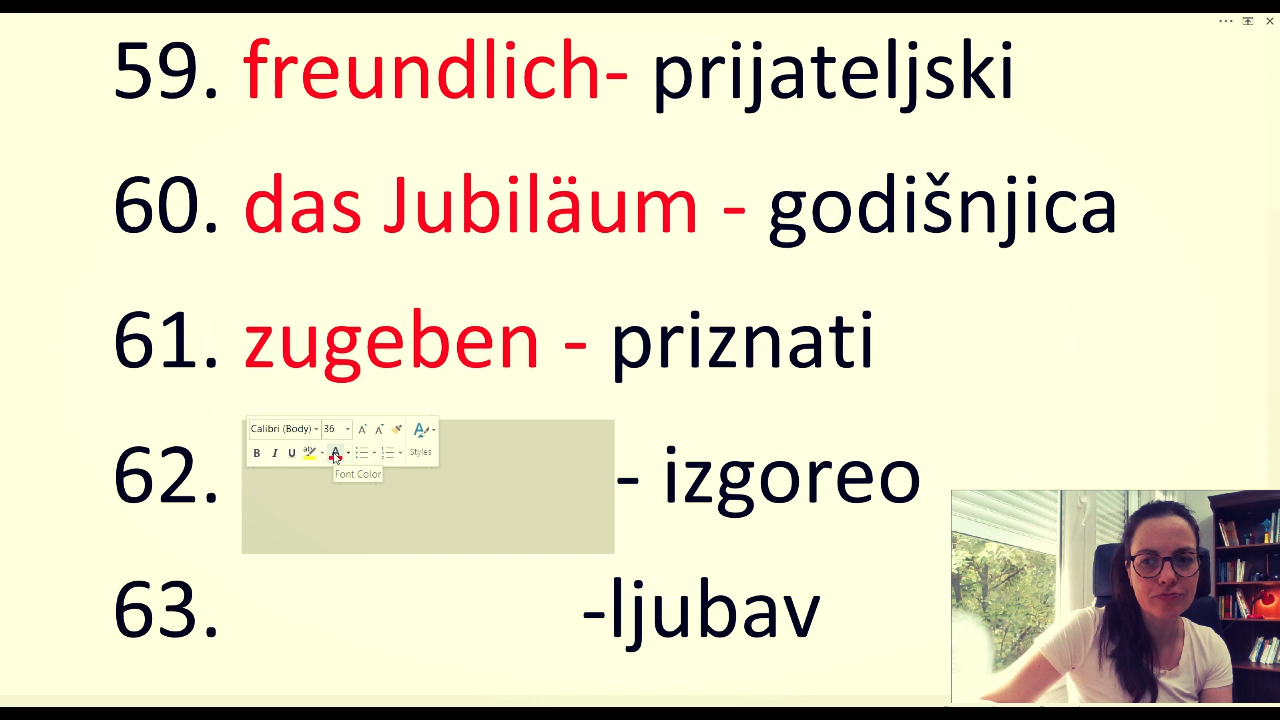 59. freundlich- prijateljski
60. das Jubiläum - godišnjica
61. zugeben - priznati
Calibri (Body) 36
B I U Styles
Font Color
62. - izgoreo
63. -ljubav